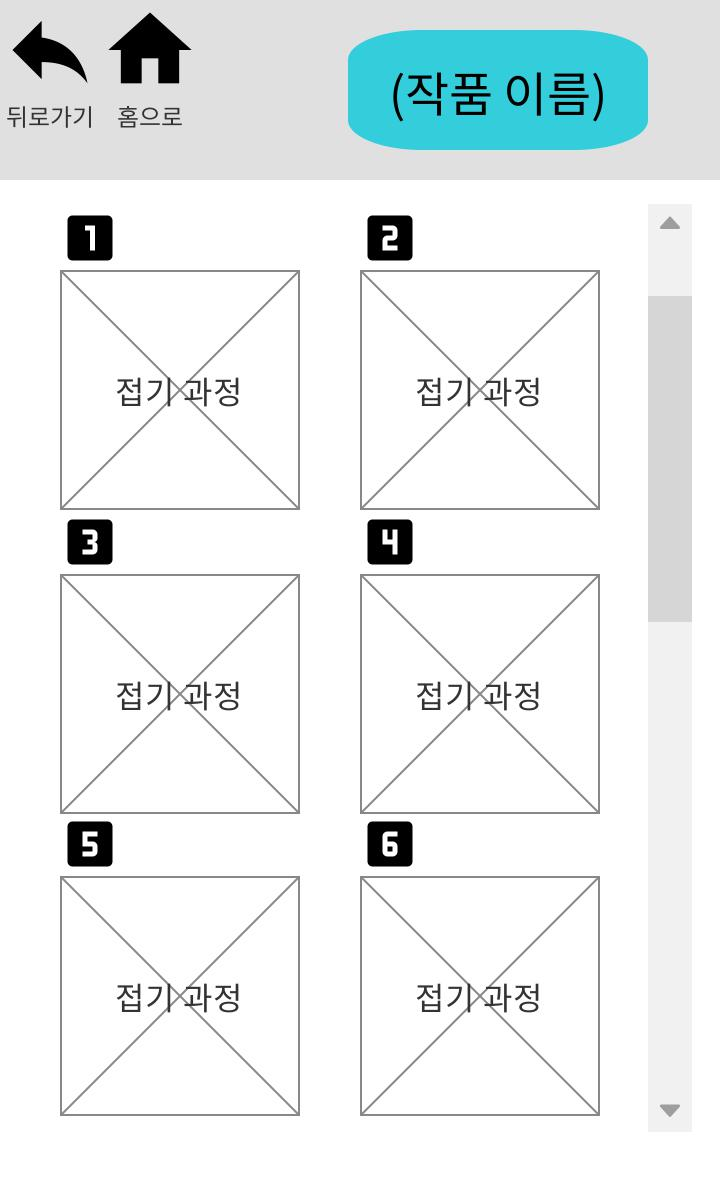 뒤로가기 홈으로
(작품 이름)
1 2
접기 과정 접기 과정
3 4
접기 과정 접기 과정
5 6
접기 과정 접기 과정